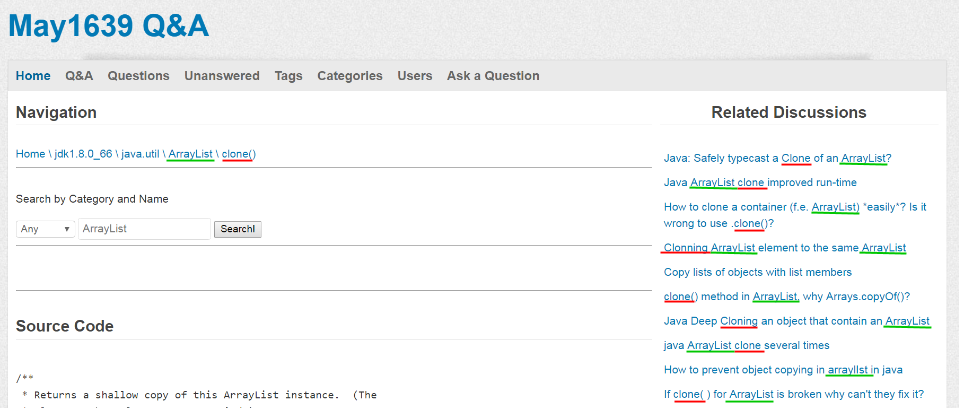 May1639 Q&A
Home Q&A Questions Unanswered Tags Categories Users Ask a Question
Navigation
Home \ jdk1.8.0_66 \ java.util \ ArrayList \ clone()
Search by Category and Name
Any ArrayList Search!
Source Code
/**
* Returns a shallow copy of this ArrayList instance. (The
Related Discussions
Java: Safely typecast a Clone of an ArrayList?
Java ArrayList clone improved run-time
How to clone a container (f.e. ArrayList) *easily*? Is it
wrong to use .clone()?
Clonning ArrayList element to the same ArrayList
Copy lists of objects with list members
clone() method in ArrayList, why Arrays.copyOf()?
Java Deep Cloning an object that contain an ArrayList
java ArrayList clone several times
How to prevent object copying in arraylist in java
If clone( ) for ArrayList is broken why can't they fix it?